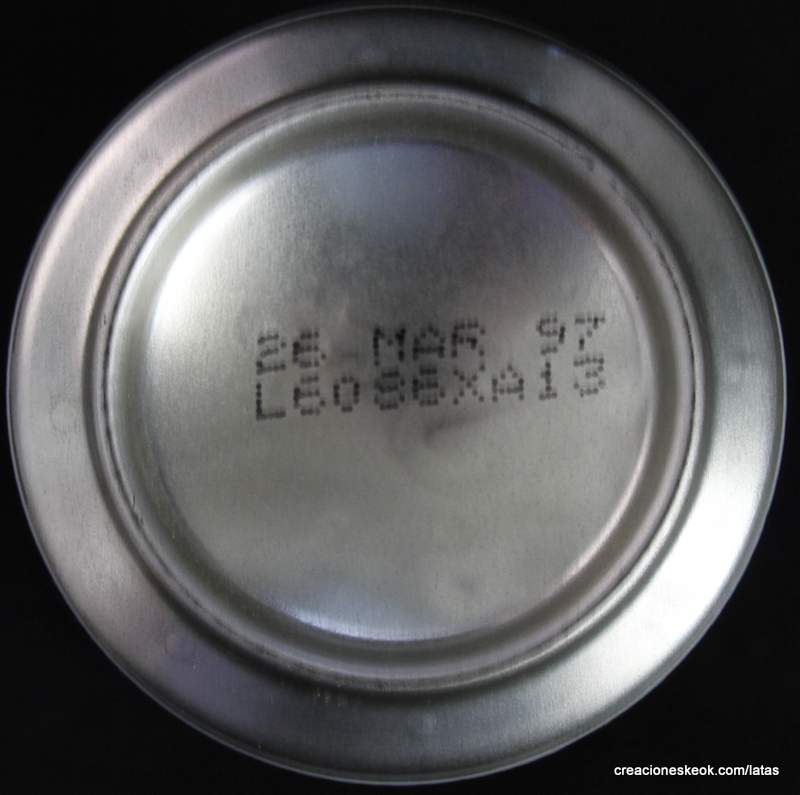 26 MAR 97
L6086XA13
creacioneskeok.com/latas